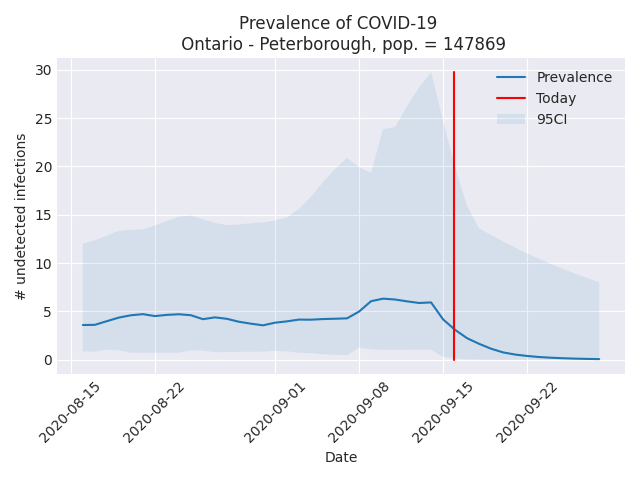 Prevalence of COVID-19
Ontario - Peterborough, pop. = 147869
30
25
20
15
10
5
0
# undetected infections
Prevalence
Today
95CI
2020-08-15
2020-08-22
2020-09-01
2020-09-08
2020-09-15
2020-09-22
Date